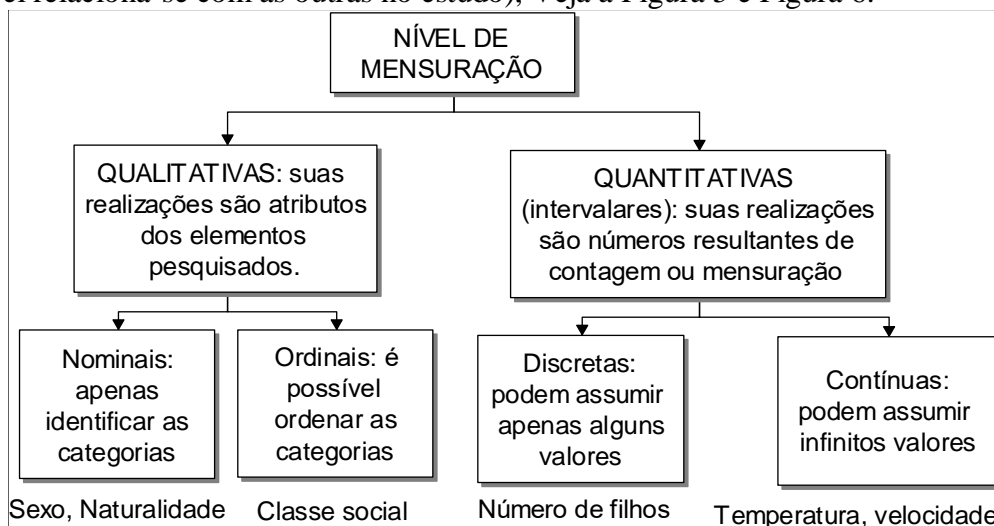 el relaciona-se com as outras no estudo), veja a Figura 5 e Figura 6.
NÍVEL DE
MENSURAÇÃO
QUALITATIVAS: suas
realizações são atributos
dos elementos
pesquisados.
QUANTITATIVAS
(intervalares): suas realizações
são números resultantes de
contagem ou mensuração
Nominais:
apenas
identificar as
categorias
Ordinais: é
possível
ordenar as
categorias
Discretas:
podem assumir
apenas alguns
valores
Contínuas:
podem assumir
infinitos valores
Sexo, Naturalidade
Classe social
Número de filhos
Temperatura, velocidade